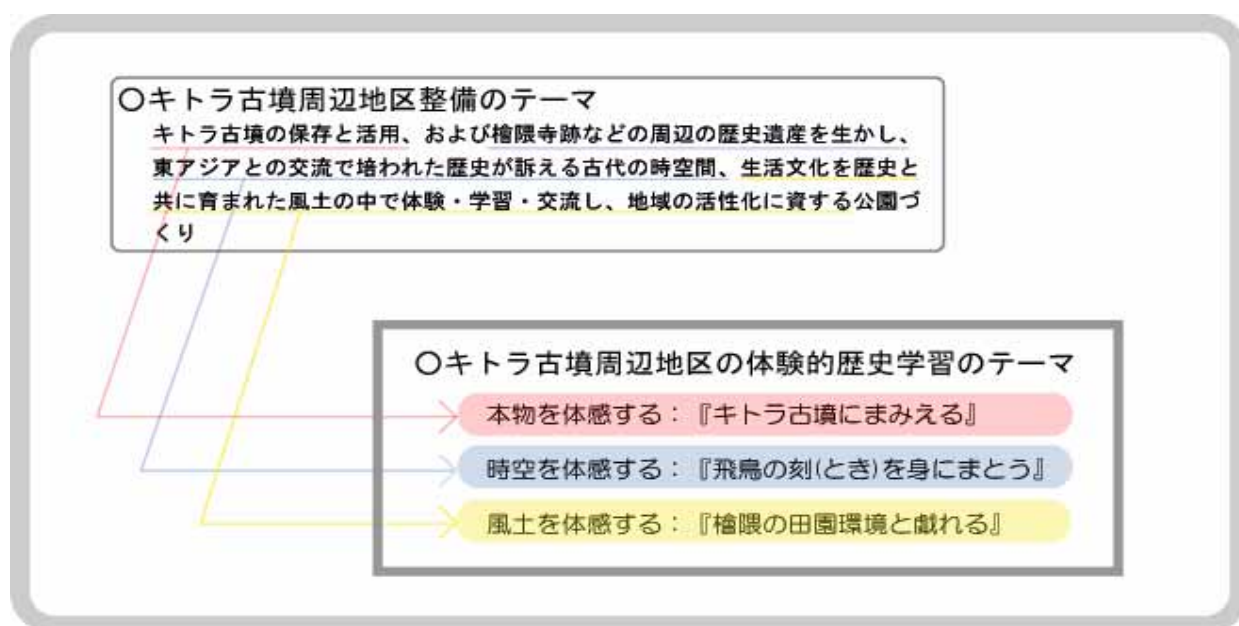 〇キトラ古墳周辺地区整備のテーマ
キトラ古墳の保存と活用、および檜隈寺跡などの周辺の歴史遺産を生かし、
東アジアとの交流で培われた歴史が訴える古代の時空間、生活文化を歴史と
共に育まれた風土の中で体験・学習・交流し、地域の活性化に資する公園づ
くり
〇キトラ古墳周辺地区の体験的歴史学習のテーマ
本物を体感する：『キトラ古墳にまみえる』
時空を体感する：『飛鳥の刻(とき)を身にまとう』
風土を体感する：『檜隈の田園環境と戯れる』